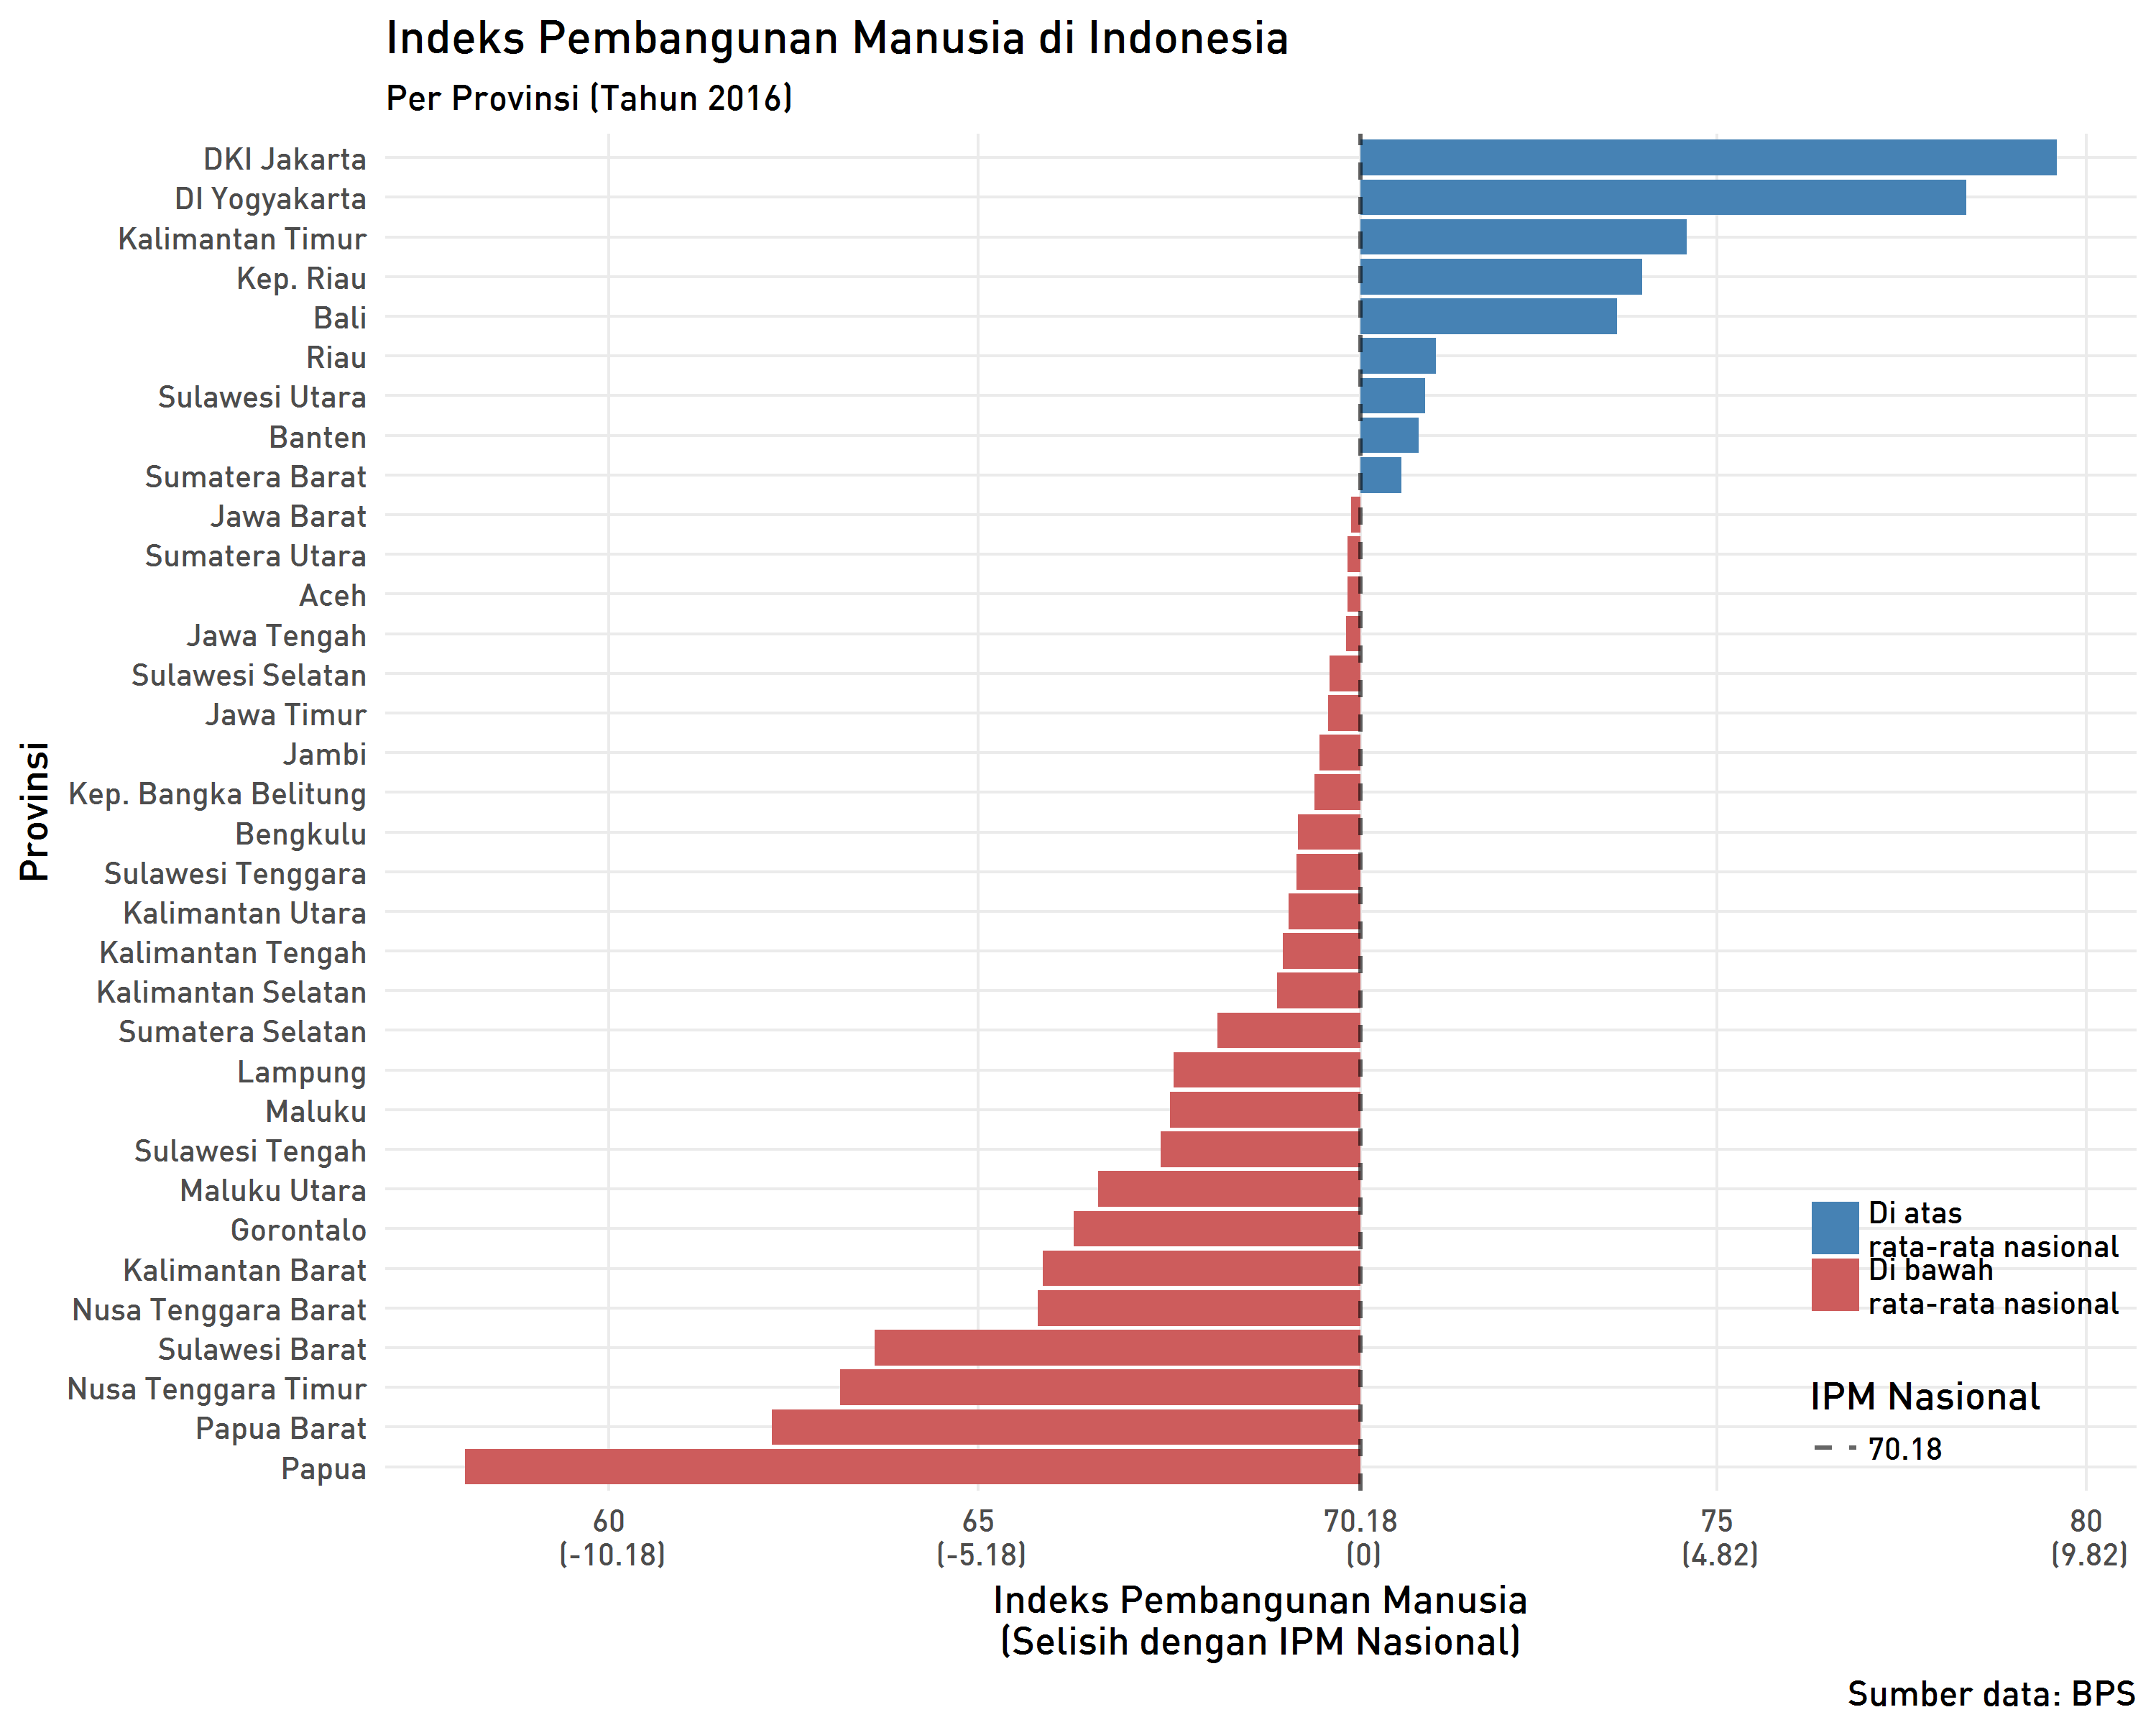 Indeks Pembangunan Manusia di Indonesia
Per Provinsi (Tahun 2016)
Provinsi
DKI Jakarta
DI Yogyakarta
Kalimantan Timur
Kep. Riau
Bali
Riau
Sulawesi Utara
Banten
Sumatera Barat
Jawa Barat
Sumatera Utara
Aceh
Jawa Tengah
Sulawesi Selatan
Jawa Timur
Jambi
Kep. Bangka Belitung
Bengkulu
Sulawesi Tenggara
Kalimantan Utara
Kalimantan Tengah
Kalimantan Selatan
Sumatera Selatan
Lampung
Maluku
Sulawesi Tengah
Maluku Utara
Gorontalo
Kalimantan Barat
Nusa Tenggara Barat
Sulawesi Barat
Nusa Tenggara Timur
Papua Barat
Papua
Di atas
rata-rata nasional
Di bawah
rata-rata nasional
IPM Nasional
70.18
60 65 70.18 75 80
(-10.18) (-5.18) (0) (4.82) (9.82)
Indeks Pembangunan Manusia
(Selisih dengan IPM Nasional)
Sumber data: BPS